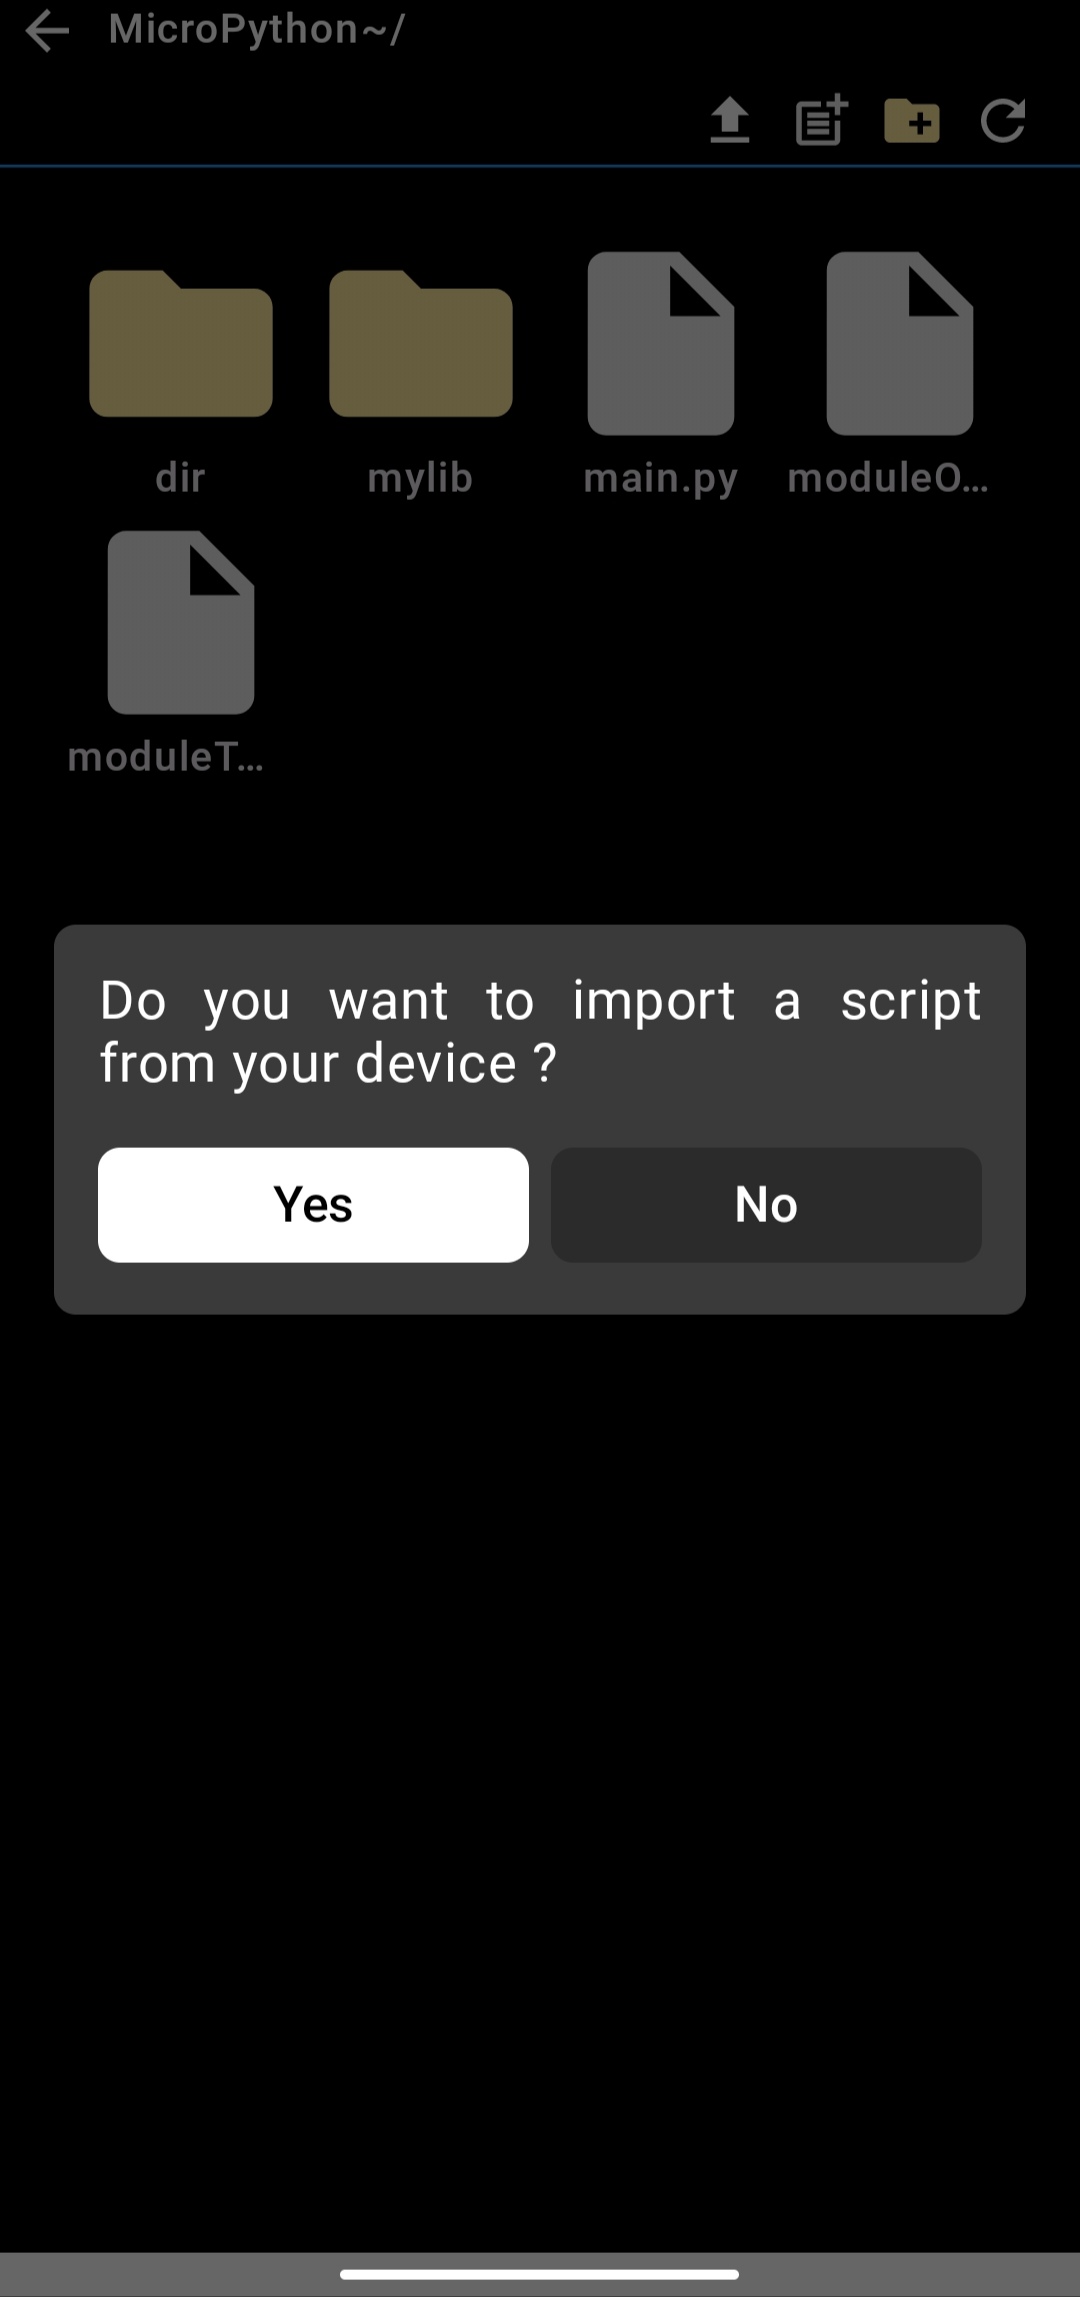 MicroPython~/
dir
mylib
main.py
moduleO...
moduleT...
Do you want to import a script
from your device ?
Yes
No